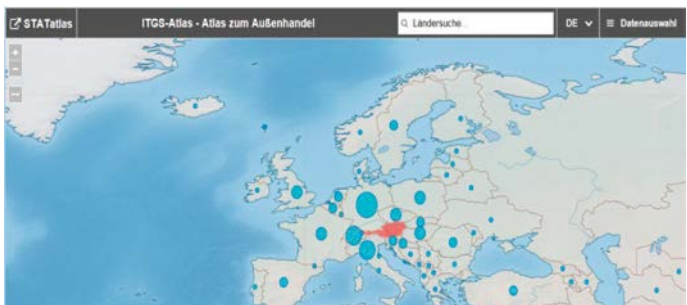 STATatlas
ITGS-Atlas - Atlas zum Außenhandel
Ländersuche...
DE
Datenauswahl